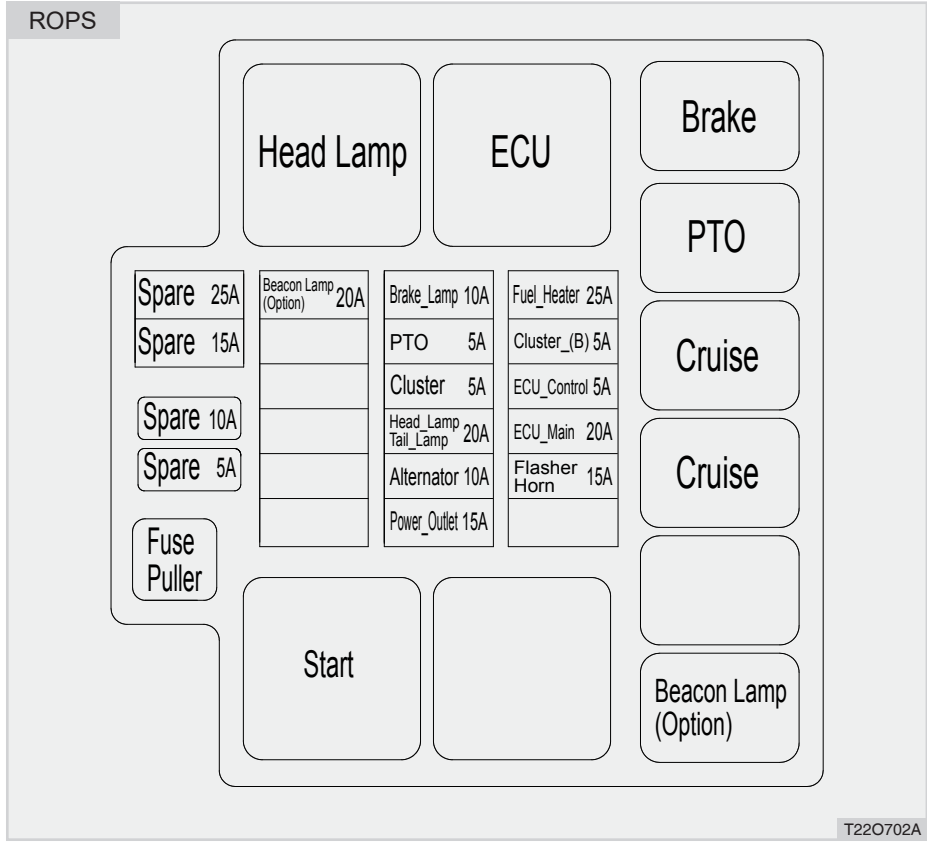 ROPS
Head Lamp
ECU
Brake
PTO
Spare 25A
Beacon Lamp
(Option) 20A
Brake_Lamp 10A
Fuel_Heater 25A
Spare 15A
PTO 5A
Cluster_(B) 5A
Cruise
Cluster 5A
ECU_Control 5A
Spare 10A
Head_Lamp
Tail_Lamp 20A
ECU_Main 20A
Spare 5A
Alternator 10A
Flasher
Horn 15A
Cruise
Power_Outlet 15A
Fuse
Puller
Start
Beacon Lamp
(Option)
T22O702A